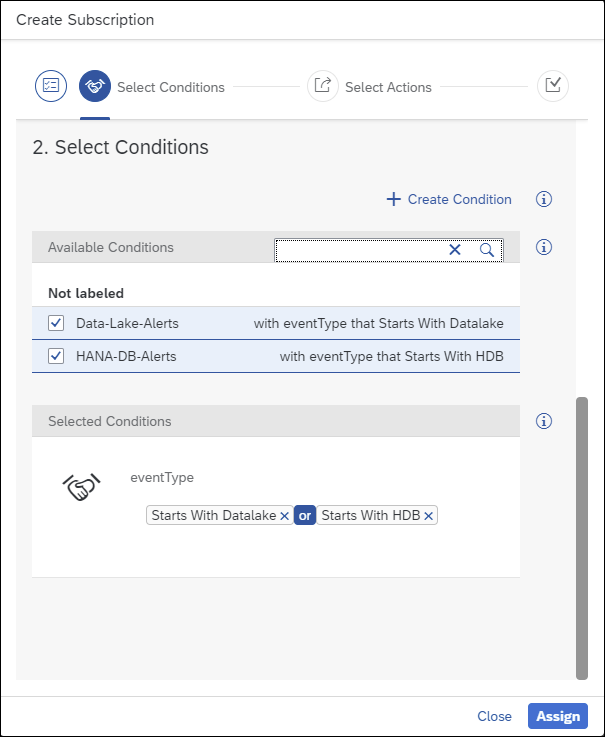 Create Subscription
Select Conditions
Select Actions
2. Select Conditions
Create Condition
Available Conditions
Not labeled
Data-Lake-Alerts with eventType that Starts With Datalake
HANA-DB-Alerts with eventType that Starts With HDB
Selected Conditions
eventType
Starts With Datalake or Starts With HDB
Close Assign